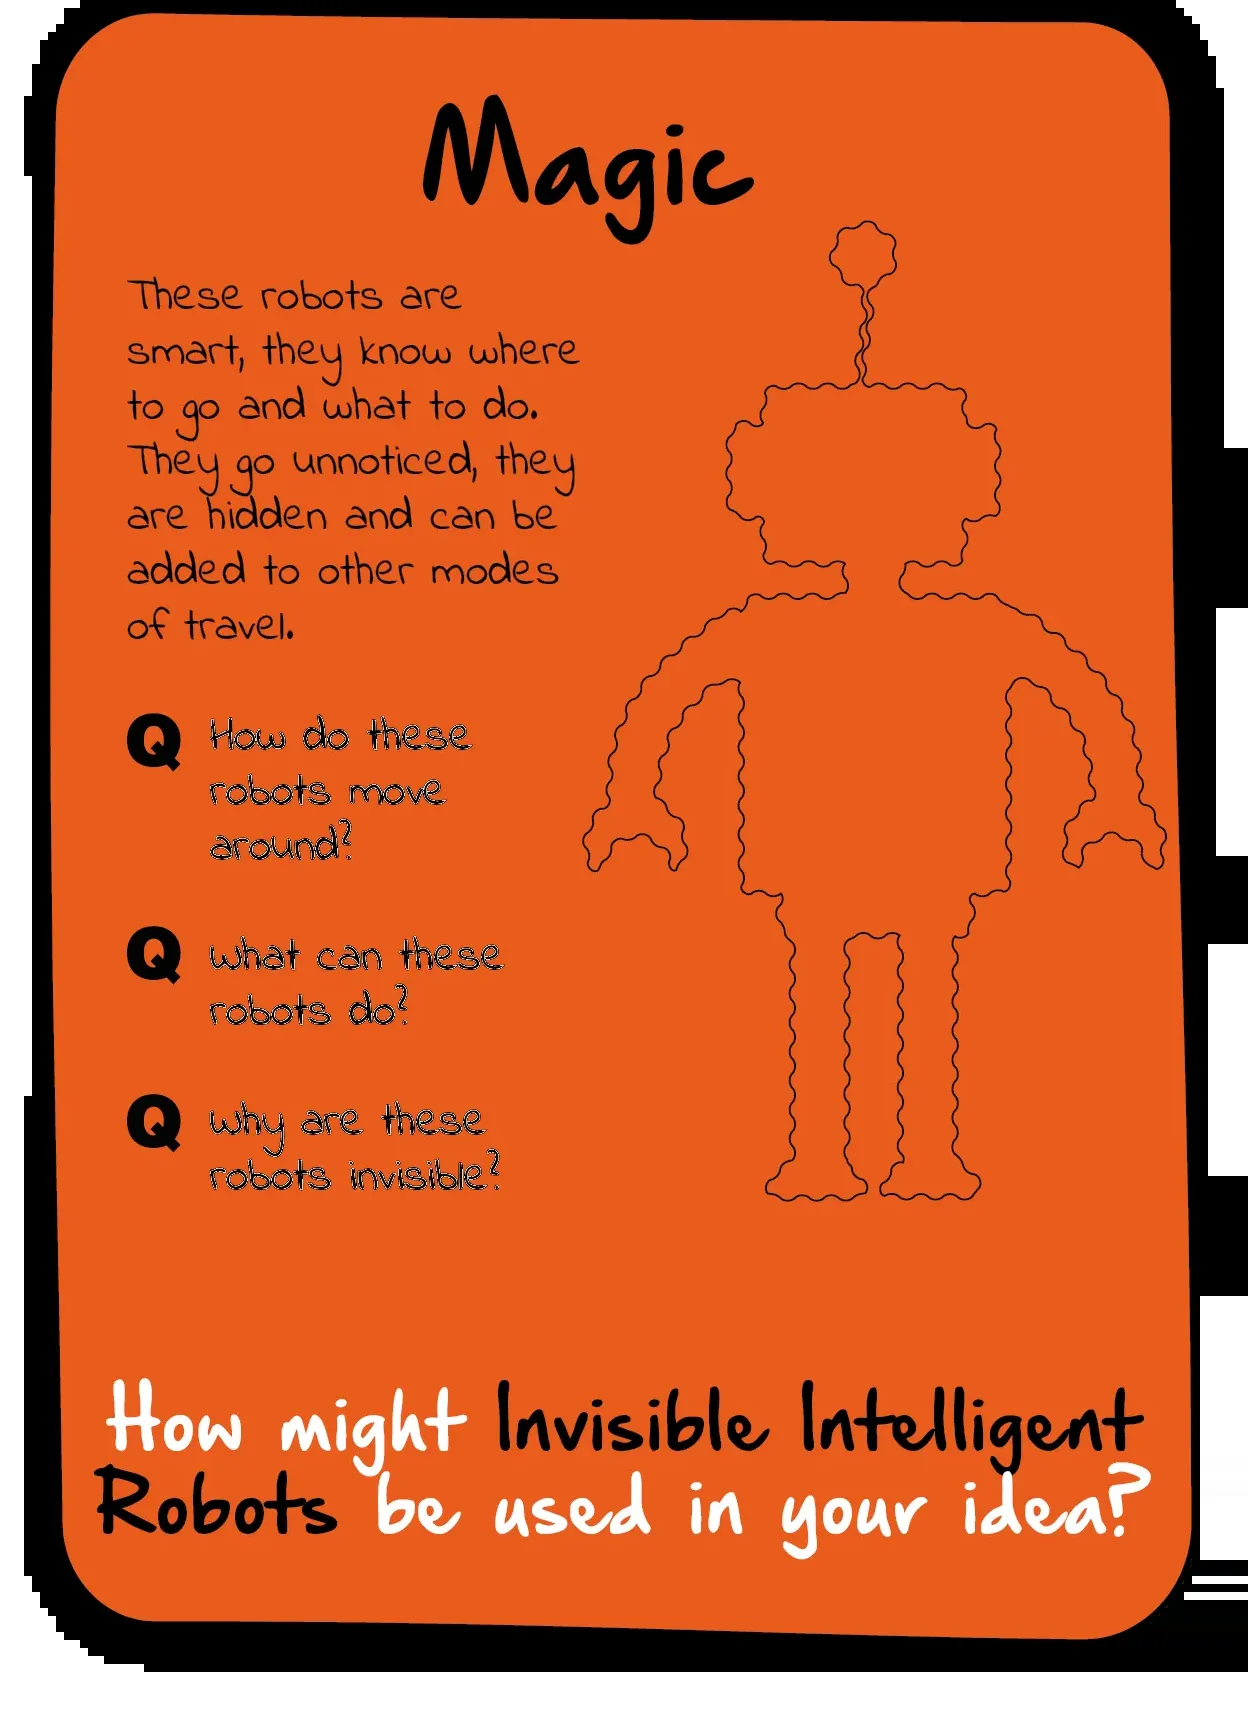 Magic
These robots are
smart, they know where
to go and what to do.
They go unnoticed, they
are hidden and can be
added to other modes
of travel.
Q How do these
robots move
around?
Q What can these
robots do?
Q Why are these
robots invisible?
How might Invisible Intelligent
Robots be used in your idea?